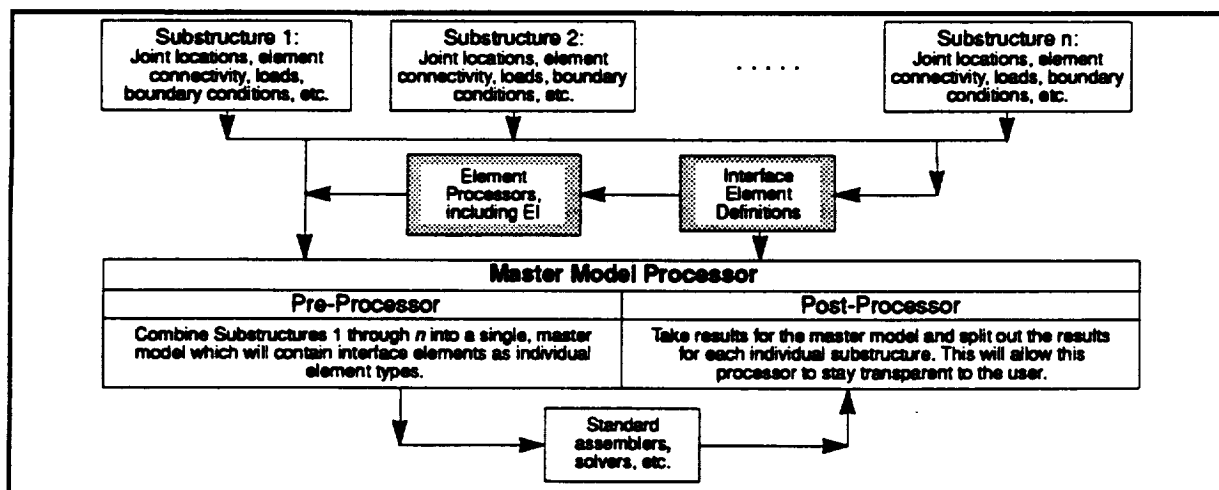 Substructure 1:
Joint locations, element
connectivity, loads,
boundary conditions, etc.
Substructure 2:
Joint locations, element
connectivity, loads, boundary
conditions, etc.
. . . . .
Substructure n:
Joint locations, element
connectivity, loads, boundary
conditions, etc.
Element
Processors,
including EI
Interface
Element
Definitions
Master Model Processor
Pre-Processor
Combine Substructures 1 through n into a single, master
model which will contain interface elements as individual
element types.
Post-Processor
Take results for the master model and split out the results
for each individual substructure. This will allow this
processor to stay transparent to the user.
Standard
assemblers,
solvers, etc.